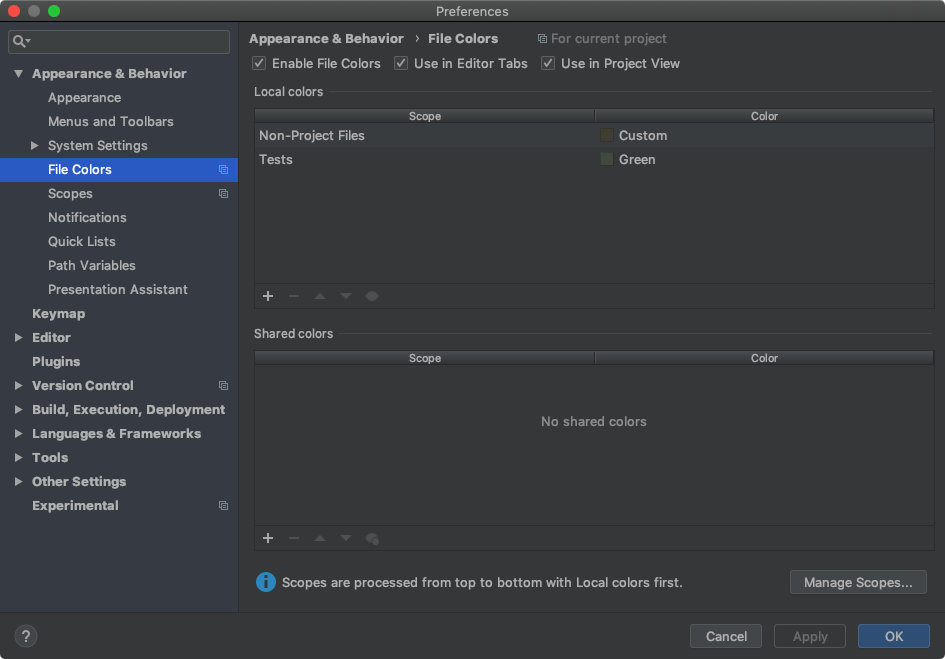 Preferences
Appearance & Behavior
Appearance
Menus and Toolbars
System Settings
File Colors
Scopes
Notifications
Quick Lists
Path Variables
Presentation Assistant
Keymap
Editor
Plugins
Version Control
Build, Execution, Deployment
Languages & Frameworks
Tools
Other Settings
Experimental
Appearance & Behavior › File Colors For current project
Enable File Colors Use in Editor Tabs Use in Project View
Local colors
Scope Color
Non-Project Files Custom
Tests Green
Shared colors
Scope Color
No shared colors
Scopes are processed from top to bottom with Local colors first.
Manage Scopes...
?
Cancel Apply OK